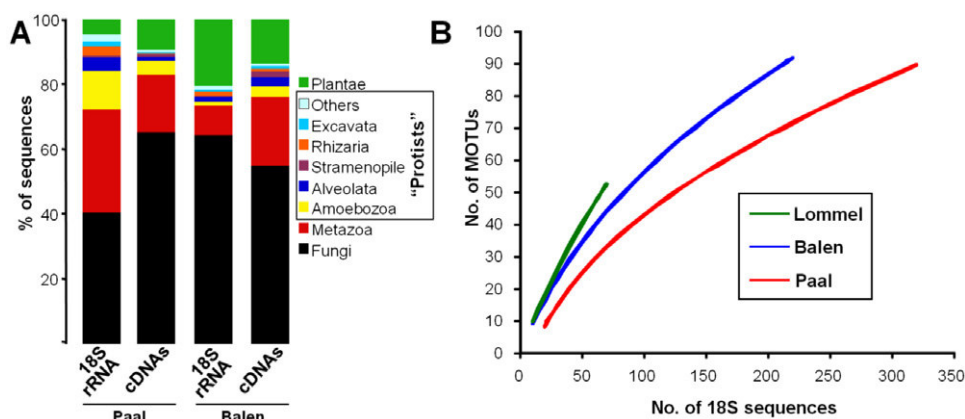 A
% of sequences
100
80
60
40
20
18S
rRNA
cDNAs
18S
rRNA
cDNAs
Paal
Balen
Plantae
Others
Excavata
Rhizaria
Stramenopile
Alveolata
Amoebozoa
Metazoa
Fungi
“Protists”
B
No. of MOTUs
100
90
80
70
60
50
40
30
20
10
0
0 50 100 150 200 250 300 350
No. of 18S sequences
Lommel
Balen
Paal